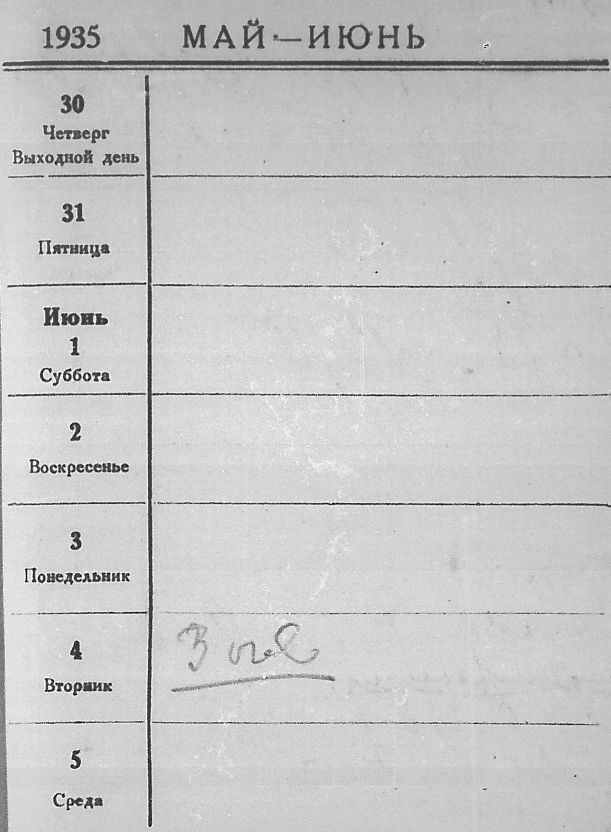 1935 МАЙ—ИЮНЬ
30
Четверг
Выходной день
31
Пятница
Июнь
1
Суббота
2
Воскресенье
3
Понедельник
4
Вторник
5
Среда